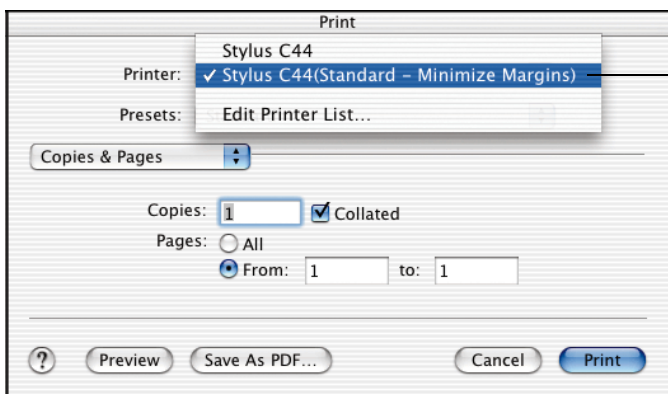 Print
Stylus C44
Printer: ✓ Stylus C44(Standard – Minimize Margins)
Presets: Edit Printer List...
Copies & Pages
Copies: 1 Collated
Pages: All
From: 1 to: 1
? Preview Save As PDF... Cancel Print